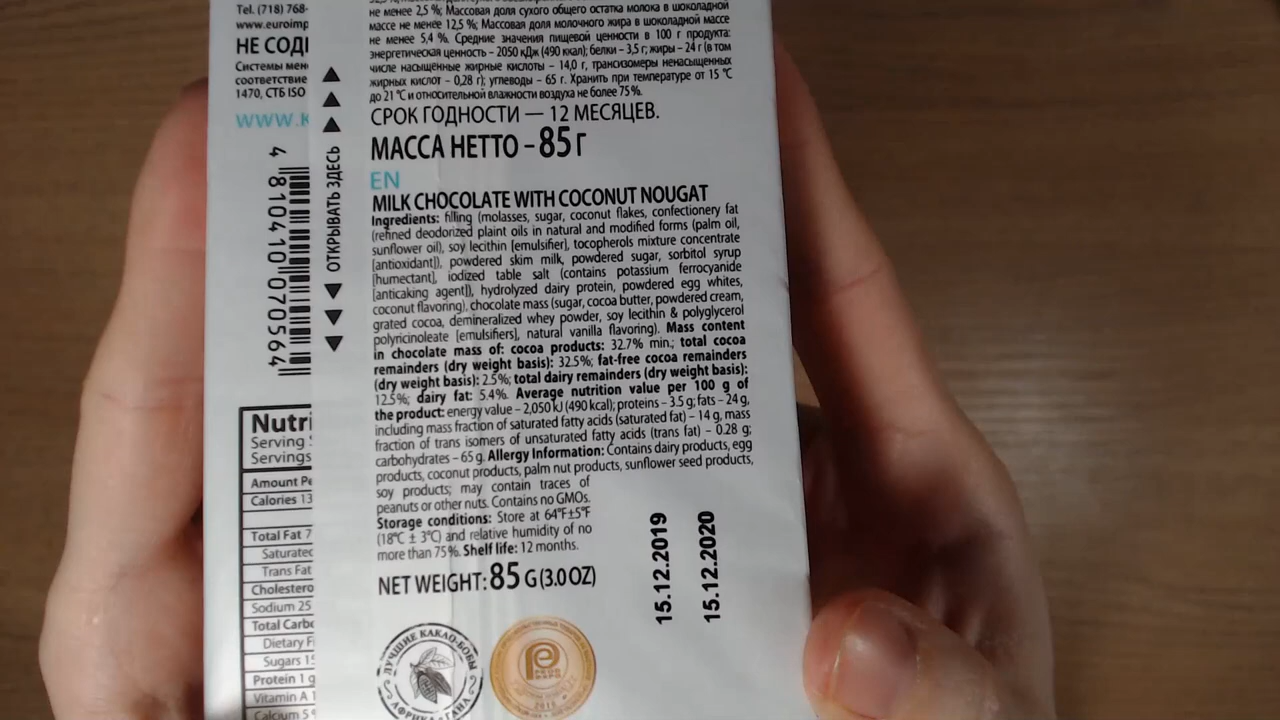 Tel. (718) 768-
www.euroimp
НЕ СОД
Системы мен
соответствие
1470, СТБ ISO
WWW.K
4 810410 070564
ОТКРЫВАТЬ ЗДЕСЬ
Nutri
Serving
Servings
Amount Pe
Calories 13
Total Fat 7
Saturated
Trans Fat
Cholestero
Sodium 25
Total Carbo
Dietary F
Sugars 15
Protein 1 g
Vitamin A 1
Calcium 5
не менее 2,5 %; Массовая доля сухого общего остатка молока в шоколадной
массе не менее 12,5 %; Массовая доля молочного жира в шоколадной массе
не менее 5,4 %. Средние значения пищевой ценности в 100 г продукта:
энергетическая ценность – 2050 кДж (490 ккал); белки – 3,5 г; жиры – 24 г (в том
числе насыщенные жирные кислоты – 14,0 г, трансизомеры ненасыщенных
жирных кислот – 0,28 г); углеводы – 65 г. Хранить при температуре от 15 °С
до 21 °С и относительной влажности воздуха не более 75 %.
СРОК ГОДНОСТИ — 12 МЕСЯЦЕВ.
МАССА НЕТТО – 85 г
EN
MILK CHOCOLATE WITH COCONUT NOUGAT
Ingredients: filling (molasses, sugar, coconut flakes, confectionery fat
(refined deodorized plaint oils in natural and modified forms (palm oil,
sunflower oil), soy lecithin [emulsifier], tocopherols mixture concentrate
[antioxidant]), powdered skim milk, powdered sugar, sorbitol syrup
[humectant], iodized table salt (contains potassium ferrocyanide
[anticaking agent]), hydrolyzed dairy protein, powdered egg whites,
coconut flavoring), chocolate mass (sugar, cocoa butter, powdered cream,
grated cocoa, demineralized whey powder, soy lecithin & polyglycerol
polyricinoleate [emulsifiers], natural vanilla flavoring). Mass content
in chocolate mass of: cocoa products: 32.7% min.; total cocoa
remainders (dry weight basis): 32.5%; fat-free cocoa remainders
(dry weight basis): 2.5%; total dairy remainders (dry weight basis):
12.5%; dairy fat: 5.4%. Average nutrition value per 100 g of
the product: energy value – 2,050 kJ (490 kcal); proteins – 3.5 g; fats – 24 g,
including mass fraction of saturated fatty acids (saturated fat) – 14 g, mass
fraction of trans isomers of unsaturated fatty acids (trans fat) – 0.28 g;
carbohydrates – 65 g. Allergy Information: Contains dairy products, egg
products, coconut products, palm nut products, sunflower seed products,
soy products; may contain traces of
peanuts or other nuts. Contains no GMOs.
Storage conditions: Store at 64°F±5°F
(18°C ± 3°C) and relative humidity of no
more than 75%. Shelf life: 12 months.
NET WEIGHT: 85 G (3.0 OZ)
15.12.2019
15.12.2020
ЛУЧШИЕ КАКАО-БОБЫ
АФРИКА ГАНА